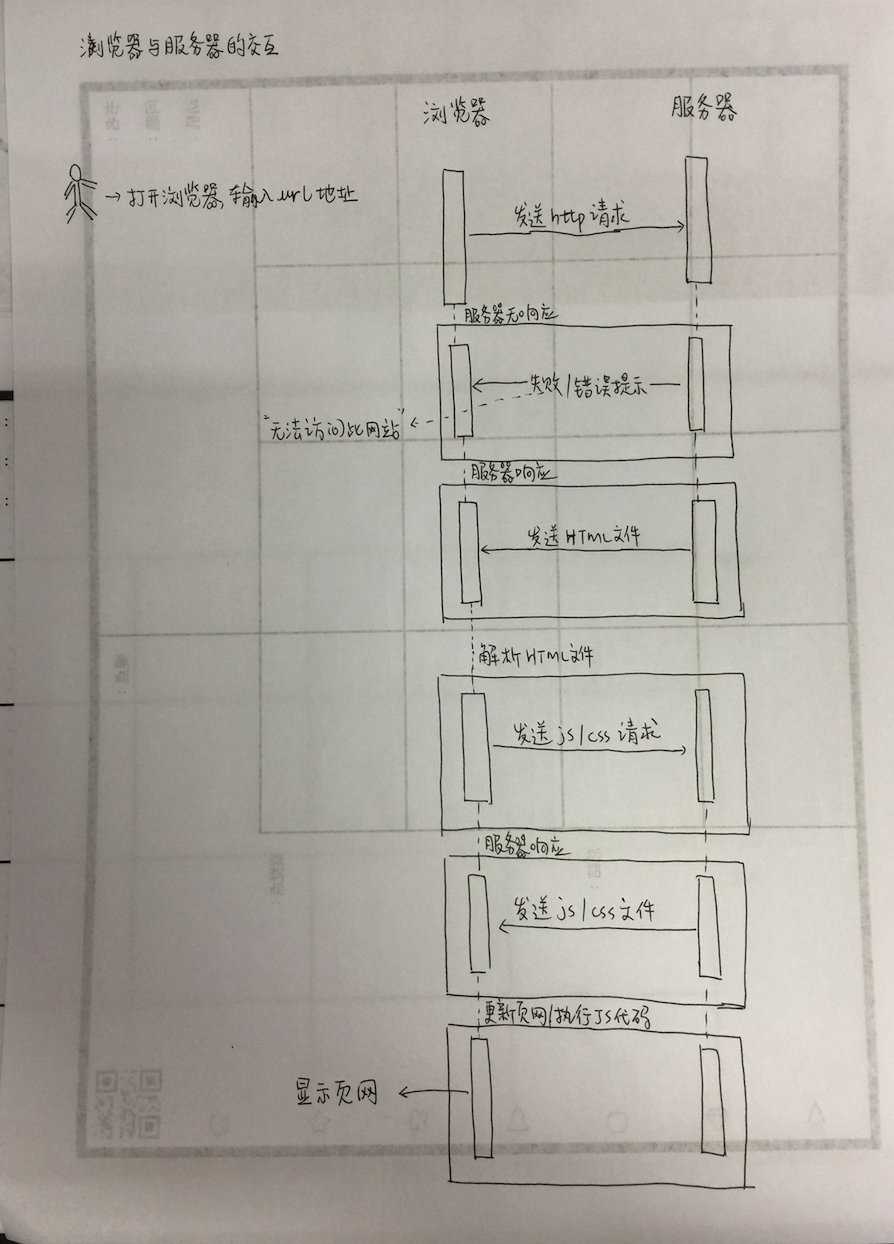 浏览器与服务器的交互
浏览器
服务器
→打开浏览器,输入url地址
发送http请求
服务器无响应
失败/错误提示
"无法访问此网站"
服务器响应
发送HTML文件
解析HTML文件
发送js/css请求
服务器响应
发送js/css文件
更新页网/执行JS代码
显示页网